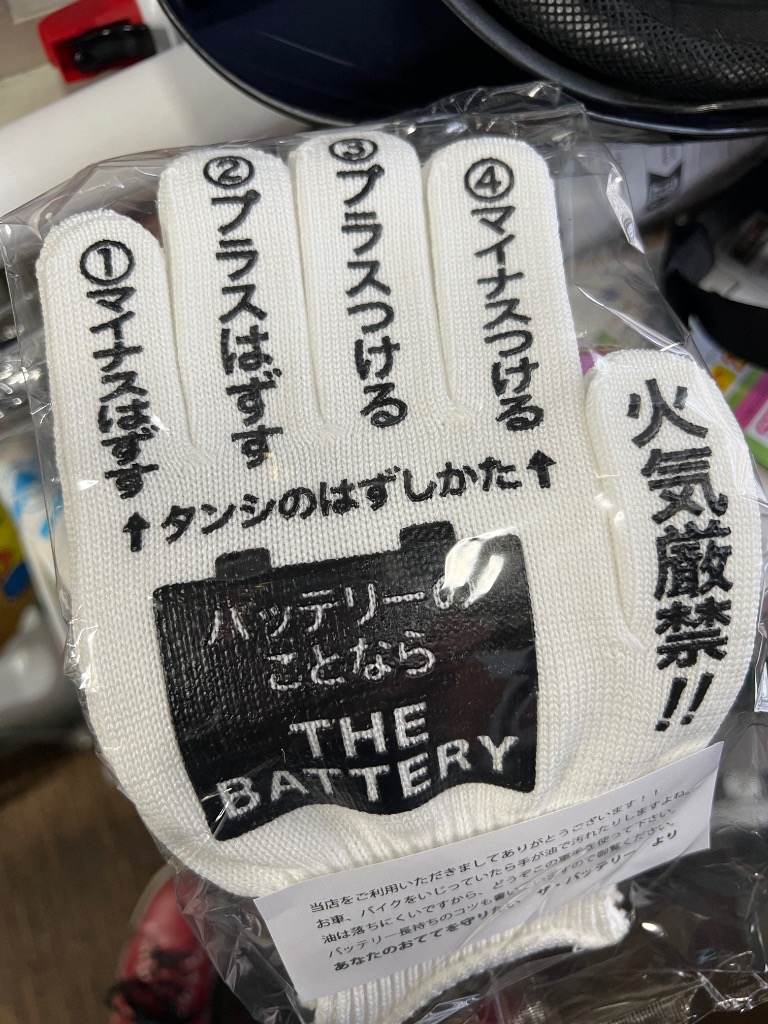 ①マイナスはずす
②プラスはずす
③プラスつける
④マイナスつける
↑タンシのはずしかた↑
火気厳禁!!
バッテリーの
ことなら
THE
BATTERY
当店をご利用いただきましてありがとうございます！！
お車、バイクをいじっていたら手が油で汚れたりしますよね。
油は落ちにくいですから、どうぞこの軍手を使って下さい。
バッテリー長持ちのコツも書いていますので御覧ください。
あなたのおててを守りたい ザ・バッテリー より